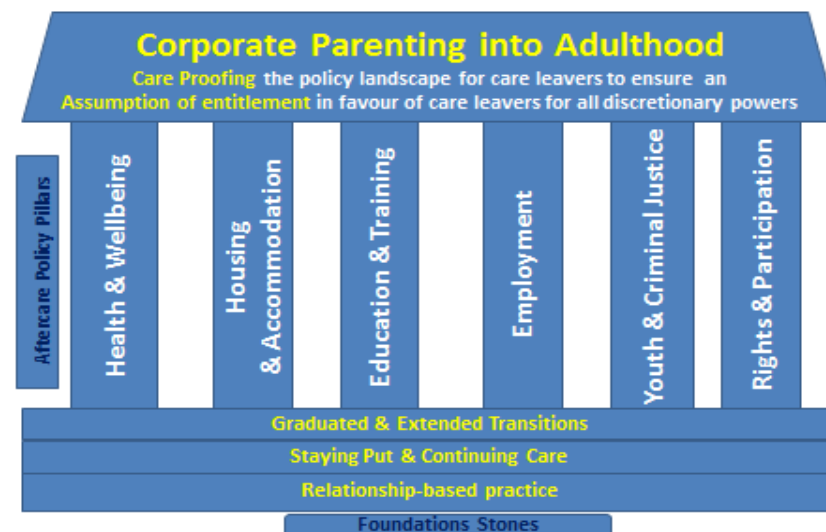 Corporate Parenting into Adulthood
Care Proofing the policy landscape for care leavers to ensure an
Assumption of entitlement in favour of care leavers for all discretionary powers
Aftercare Policy Pillars
Health & Wellbeing
Housing
& Accommodation
Education & Training
Employment
Youth & Criminal Justice
Rights & Participation
Graduated & Extended Transitions
Staying Put & Continuing Care
Relationship-based practice
Foundations Stones